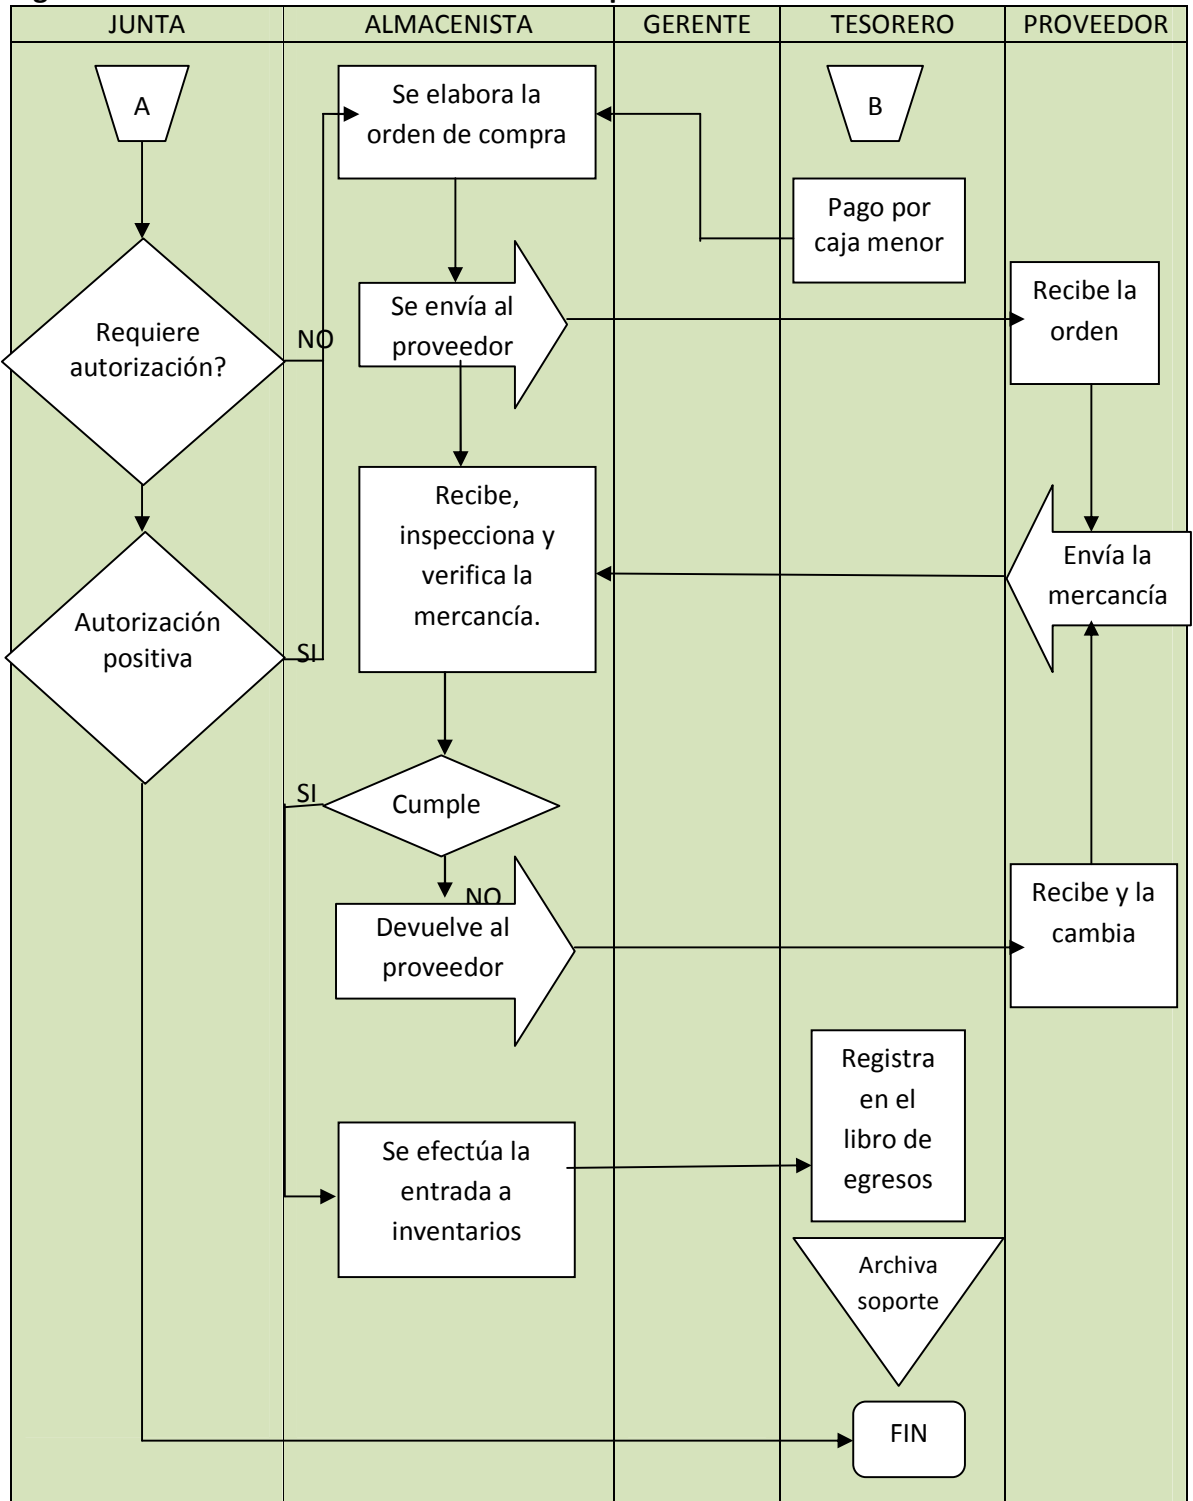 JUNTA
ALMACENISTA
GERENTE
TESORERO
PROVEEDOR
A
Se elabora la
orden de compra
B
Pago por
caja menor
Se envía al
proveedor
Recibe la
orden
Requiere
autorización?
NO
Recibe,
inspecciona y
verifica la
mercancía.
Envía la
mercancía
Autorización
positiva
SI
SI
Cumple
NO
Devuelve al
proveedor
Recibe y la
cambia
Registra
en el
libro de
egresos
Se efectúa la
entrada a
inventarios
Archiva
soporte
FIN